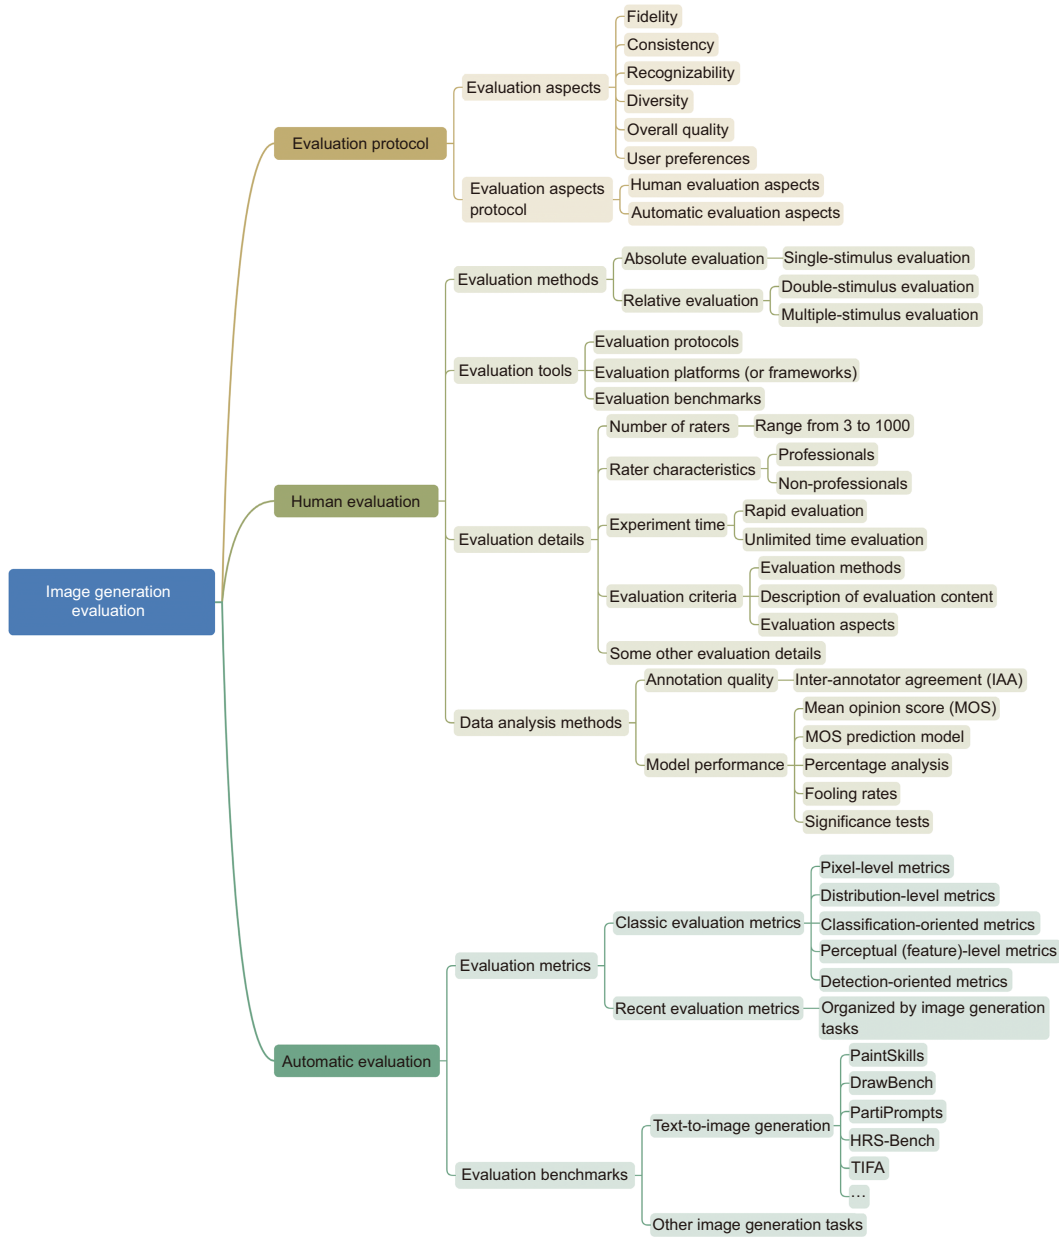 Image generation
evaluation
Evaluation protocol
Evaluation aspects
Fidelity
Consistency
Recognizability
Diversity
Overall quality
User preferences
Evaluation aspects
protocol
Human evaluation aspects
Automatic evaluation aspects
Human evaluation
Evaluation methods
Absolute evaluation
Single-stimulus evaluation
Relative evaluation
Double-stimulus evaluation
Multiple-stimulus evaluation
Evaluation tools
Evaluation protocols
Evaluation platforms (or frameworks)
Evaluation benchmarks
Evaluation details
Number of raters
Range from 3 to 1000
Rater characteristics
Professionals
Non-professionals
Experiment time
Rapid evaluation
Unlimited time evaluation
Evaluation criteria
Evaluation methods
Description of evaluation content
Evaluation aspects
Some other evaluation details
Data analysis methods
Annotation quality
Inter-annotator agreement (IAA)
Model performance
Mean opinion score (MOS)
MOS prediction model
Percentage analysis
Fooling rates
Significance tests
Automatic evaluation
Evaluation metrics
Classic evaluation metrics
Pixel-level metrics
Distribution-level metrics
Classification-oriented metrics
Perceptual (feature)-level metrics
Detection-oriented metrics
Recent evaluation metrics
Organized by image generation
tasks
Evaluation benchmarks
Text-to-image generation
PaintSkills
DrawBench
PartiPrompts
HRS-Bench
TIFA
…
Other image generation tasks